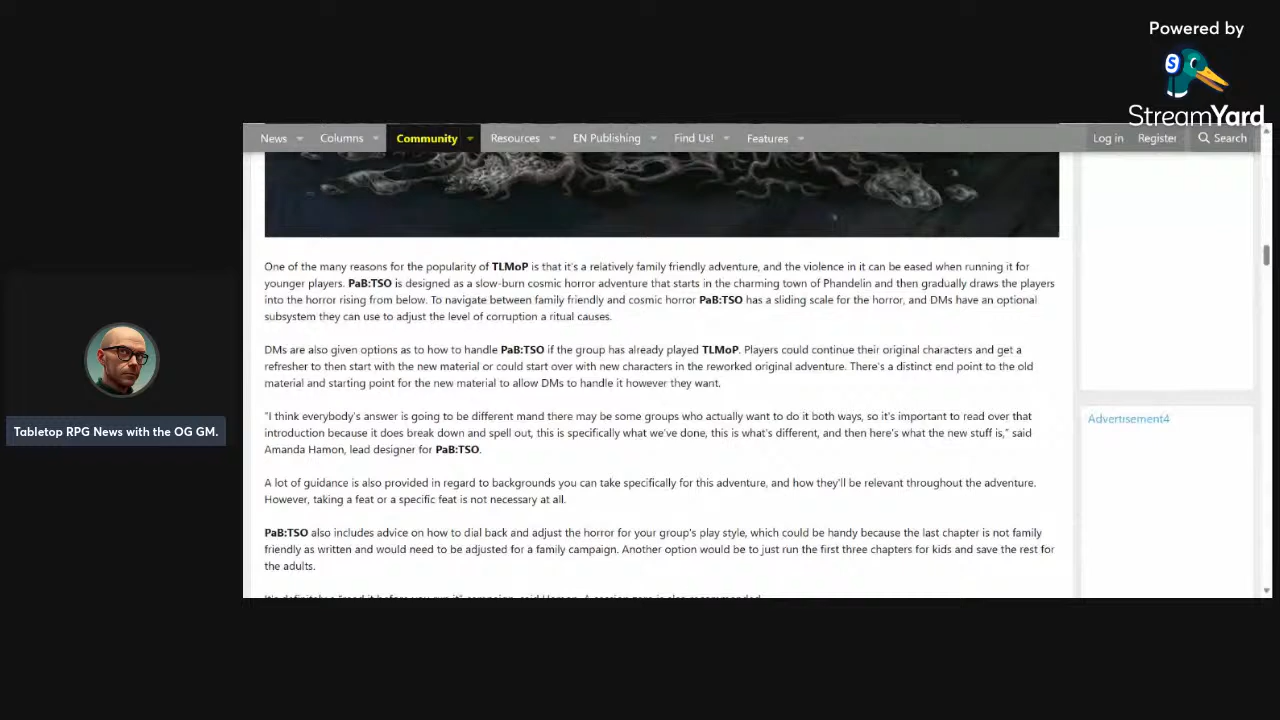 Powered by
S
StreamYard
News Columns Community Resources EN Publishing Find Us! Features Log in Register Search
One of the many reasons for the popularity of TLMoP is that it's a relatively family friendly adventure, and the violence in it can be eased when running it for
younger players. PaB:TSO is designed as a slow-burn cosmic horror adventure that starts in the charming town of Phandelin and then gradually draws the players
into the horror rising from below. To navigate between family friendly and cosmic horror PaB:TSO has a sliding scale for the horror, and DMs have an optional
subsystem they can use to adjust the level of corruption a ritual causes.
DMs are also given options as to how to handle PaB:TSO if the group has already played TLMoP. Players could continue their original characters and get a
refresher to then start with the new material or could start over with new characters in the reworked original adventure. There's a distinct end point to the old
material and starting point for the new material to allow DMs to handle it however they want.
"I think everybody's answer is going to be different mand there may be some groups who actually want to do it both ways, so it's important to read over that
introduction because it does break down and spell out, this is specifically what we've done, this is what's different, and then here's what the new stuff is," said
Amanda Hamon, lead designer for PaB:TSO.
A lot of guidance is also provided in regard to backgrounds you can take specifically for this adventure, and how they'll be relevant throughout the adventure.
However, taking a feat or a specific feat is not necessary at all.
PaB:TSO also includes advice on how to dial back and adjust the horror for your group's play style, which could be handy because the last chapter is not family
friendly as written and would need to be adjusted for a family campaign. Another option would be to just run the first three chapters for kids and save the rest for
the adults.
It's definitely a "read it before you run it" campaign, said Hamon. A session zero is also recommended.
Advertisement4
Tabletop RPG News with the OG GM.